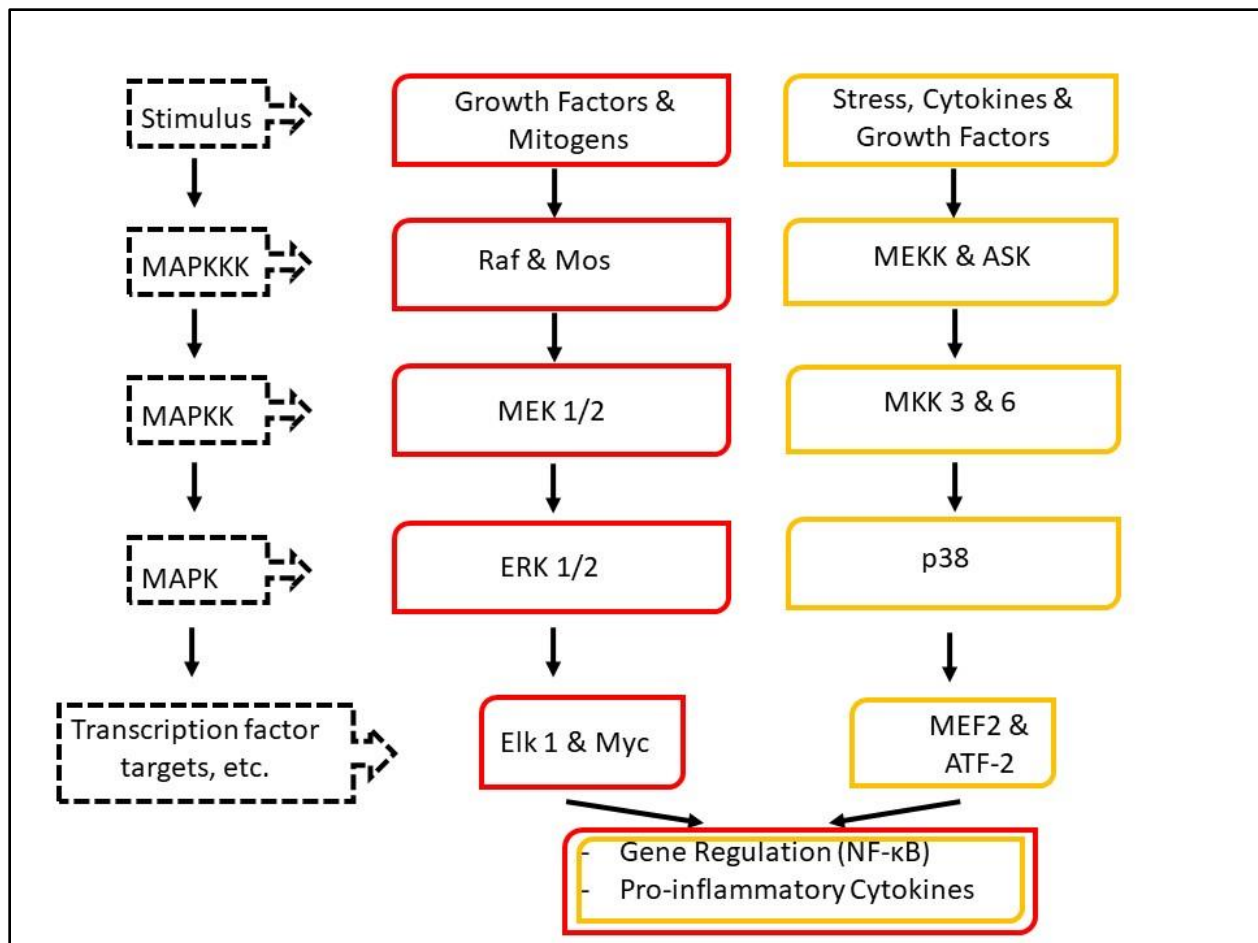 Stimulus
Growth Factors &
Mitogens
Stress, Cytokines &
Growth Factors
MAPKKK
Raf & Mos
MEKK & ASK
MAPKK
MEK 1/2
MKK 3 & 6
MAPK
ERK 1/2
p38
Transcription factor
targets, etc.
Elk 1 & Myc
MEF2 &
ATF-2
- Gene Regulation (NF-κB)
- Pro-inflammatory Cytokines